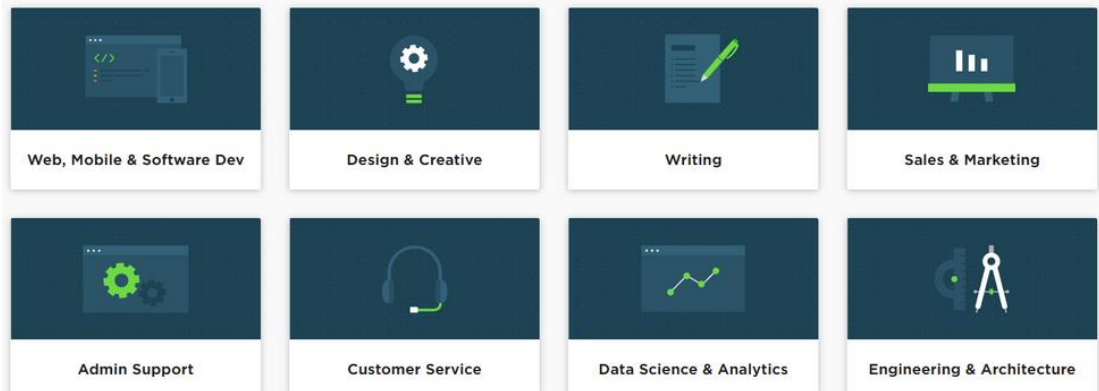 </>
Web, Mobile & Software Dev
Design & Creative
Writing
Sales & Marketing
Admin Support
Customer Service
Data Science & Analytics
Engineering & Architecture